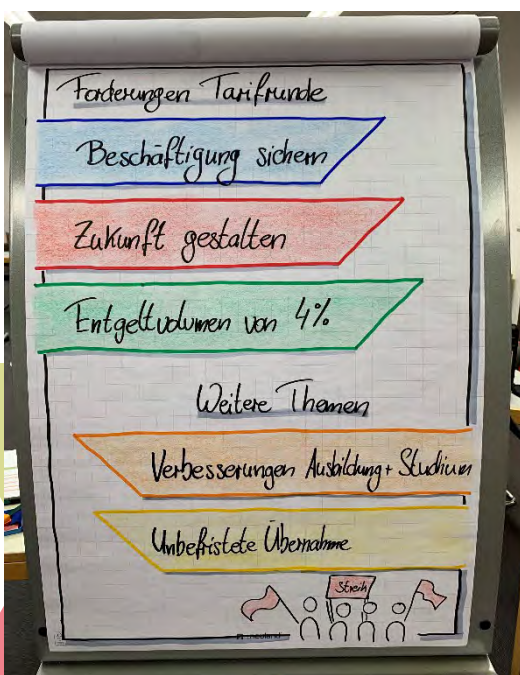 Forderungen Tarifrunde
Beschäftigung sichern
Zukunft gestalten
Entgeltvolumen von 4%
Weitere Themen
Verbesserungen Ausbildung + Studium
Unbefristete Übernahme
Streik